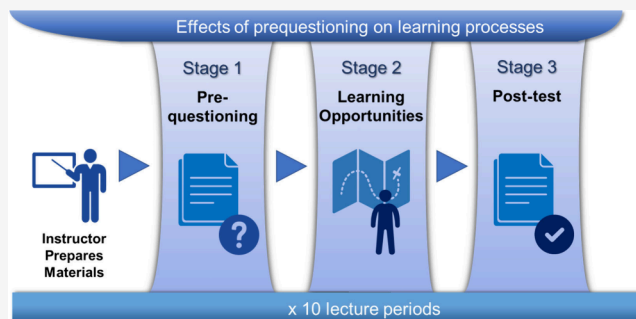 Effects of prequestioning on learning processes
Stage 1
Pre-
questioning
?
Stage 2
Learning
Opportunities
x
Stage 3
Post-test
Instructor
Prepares
Materials
x 10 lecture periods